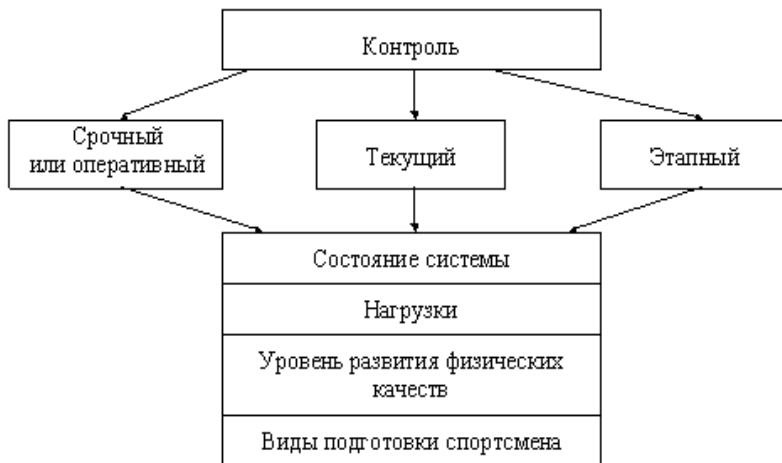 Контроль
Срочный
или оперативный
Текущий
Этапный
Состояние системы
Нагрузки
Уровень развития физических
качеств
Виды подготовки спортсмена